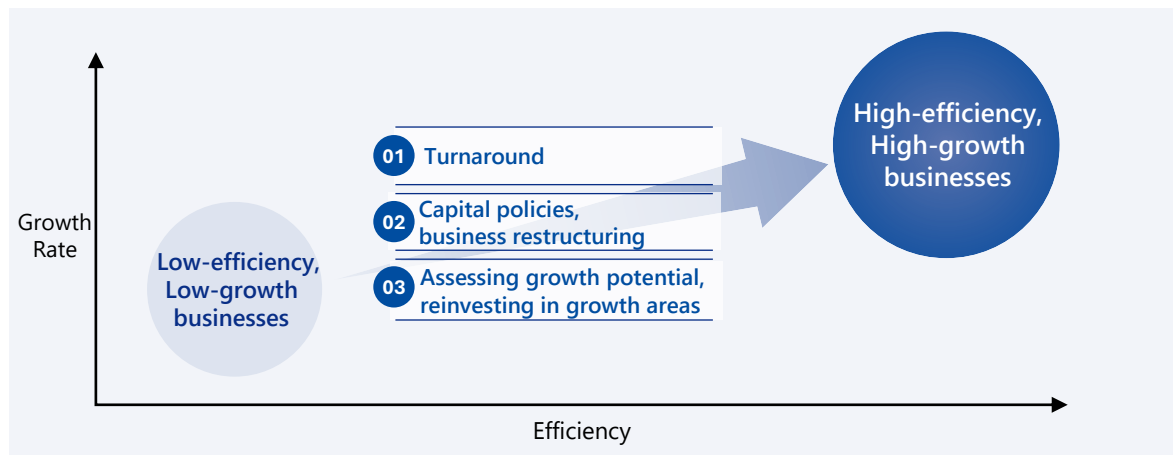 Growth
Rate
Low-efficiency,
Low-growth
businesses
01 Turnaround
02 Capital policies,
business restructuring
03 Assessing growth potential,
reinvesting in growth areas
High-efficiency,
High-growth
businesses
Efficiency